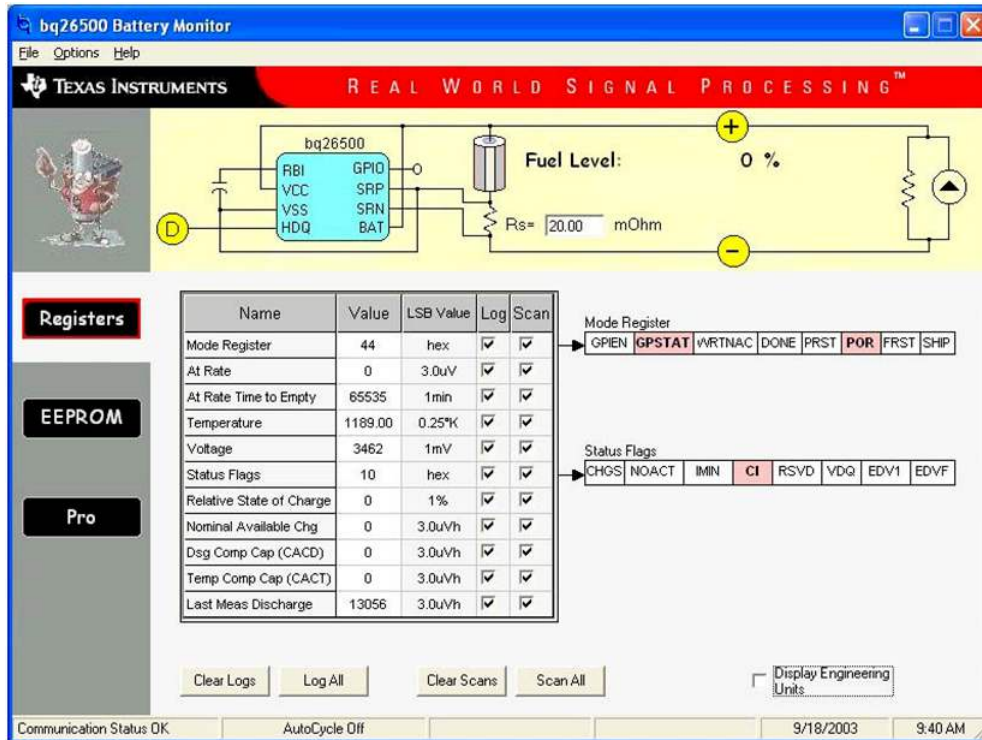 bq26500 Battery Monitor
File Options Help
TEXAS INSTRUMENTS REAL WORLD SIGNAL PROCESSING™
bq26500
RBI GPIO
VCC SRP
VSS SRN
HDQ BAT
D
+
−
Fuel Level: 0 %
Rs= 20.00 mOhm
Registers
EEPROM
Pro
Name Value LSB Value Log Scan
Mode Register 44 hex
At Rate 0 3.0uV
At Rate Time to Empty 65535 1min
Temperature 1189.00 0.25°K
Voltage 3462 1mV
Status Flags 10 hex
Relative State of Charge 0 1%
Nominal Available Chg 0 3.0uVh
Dsg Comp Cap (CACD) 0 3.0uVh
Temp Comp Cap (CACT) 0 3.0uVh
Last Meas Discharge 13056 3.0uVh
Mode Register
GPIEN GPSTAT WRTNAC DONE PRST POR FRST SHIP
Status Flags
CHGS NOACT IMIN CI RSVD VDQ EDV1 EDVF
Clear Logs Log All Clear Scans Scan All
Display Engineering
Units
Communication Status OK AutoCycle Off 9/18/2003 9:40 AM